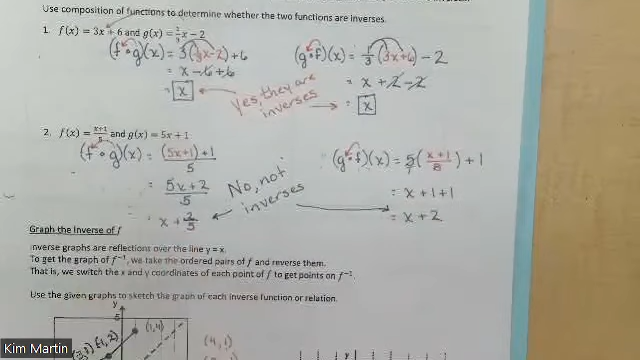 Use composition of functions to determine whether the two functions are inverses.
1. f(x) = 3x + 6 and g(x) = 1/3 x − 2
(f∘g)(x) = 3(1/3 x − 2) + 6
= x − 6 + 6
= x
(g∘f)(x) = 1/3 (3x+6) − 2
= x + 2 − 2
= x
Yes, they are
inverses
2. f(x) = x+1/5 and g(x) = 5x + 1
(f∘g)(x) = (5x+1)+1/5
= 5x+2/5
= x + 2/5
(g∘f)(x) = 5(x+1/5) + 1
= x + 1 + 1
= x + 2
No, not
inverses
Graph the Inverse of f
Inverse graphs are reflections over the line y = x.
To get the graph of f⁻¹, we take the ordered pairs of f and reverse them.
That is, we switch the x and y coordinates of each point of f to get points on f⁻¹.
Use the given graphs to sketch the graph of each inverse function or relation.
y
5
(1,4)
(-1,2)
(4,1)
y
Kim Martin